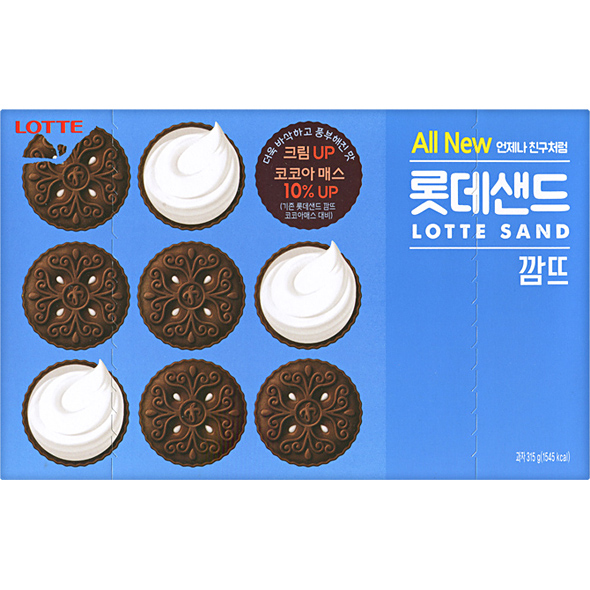 LOTTE
더욱 바삭하고 풍부해진 맛
크림 UP
코코아 매스
10% UP
(기존 롯데샌드 깜뜨
코코아매스 대비)
All New 언제나 친구처럼
롯데샌드
LOTTE SAND
깜뜨
과자 315 g(1545 kcal)